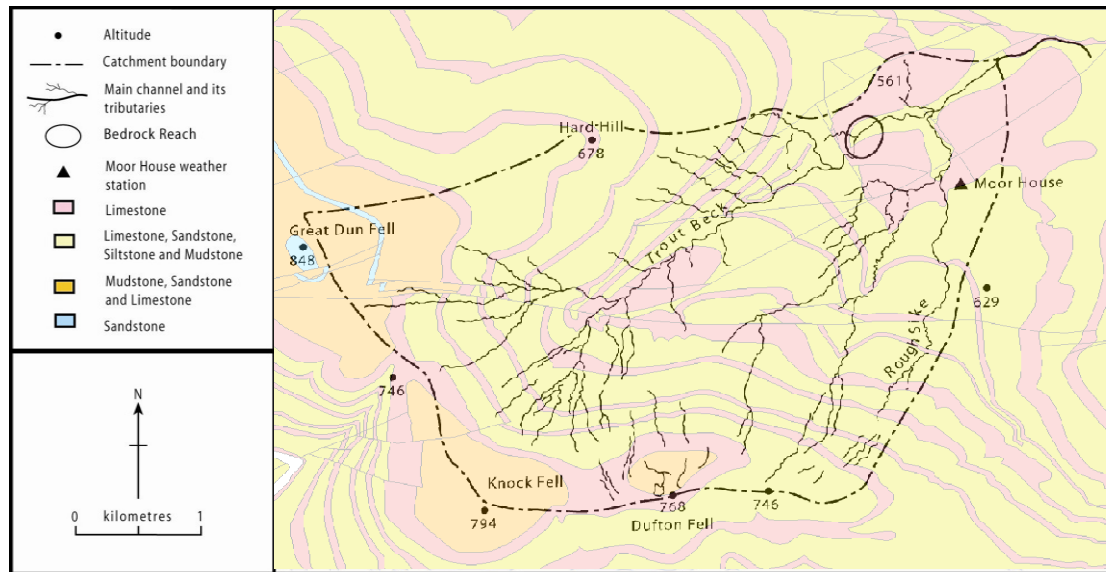 Altitude
Catchment boundary
Main channel and its
tributaries
Bedrock Reach
Moor House weather
station
Limestone
Limestone, Sandstone,
Siltstone and Mudstone
Mudstone, Sandstone
and Limestone
Sandstone
N
0 kilometres 1
561
Hard Hill
678
Moor House
Great Dun Fell
848
Trout Beck
629
Rough Sike
746
Knock Fell
794
768
746
Dufton Fell